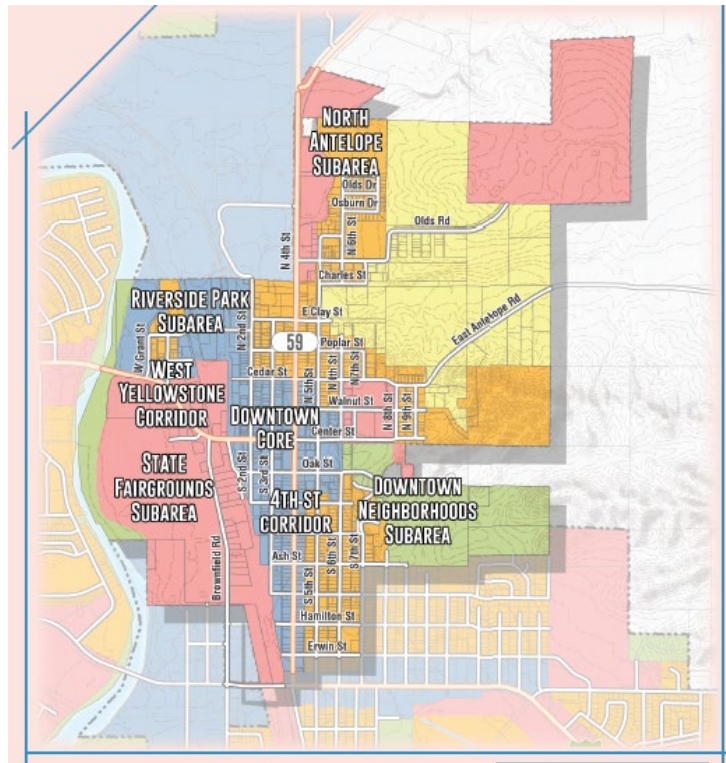 NORTH
ANTELOPE
SUBAREA
Olds Dr
Osburn Dr
N 6th St
Olds Rd
N 4th St
Charles St
RIVERSIDE PARK
SUBAREA
E Clay St
East Antelope Rd
W Grant St
N 2nd St
59
Poplar St
Cedar St
N 5th St
N 6th St
N 7th St
WEST
YELLOWSTONE
CORRIDOR
Walnut St
N 8th St
N 9th St
DOWNTOWN
CORE
Center St
STATE
FAIRGROUNDS
SUBAREA
S 2nd St
S 3rd St
Oak St
4TH ST
CORRIDOR
DOWNTOWN
NEIGHBORHOODS
SUBAREA
Brownfield Rd
Ash St
S 5th St
S 6th St
S 7th St
Hamilton St
Erwin St